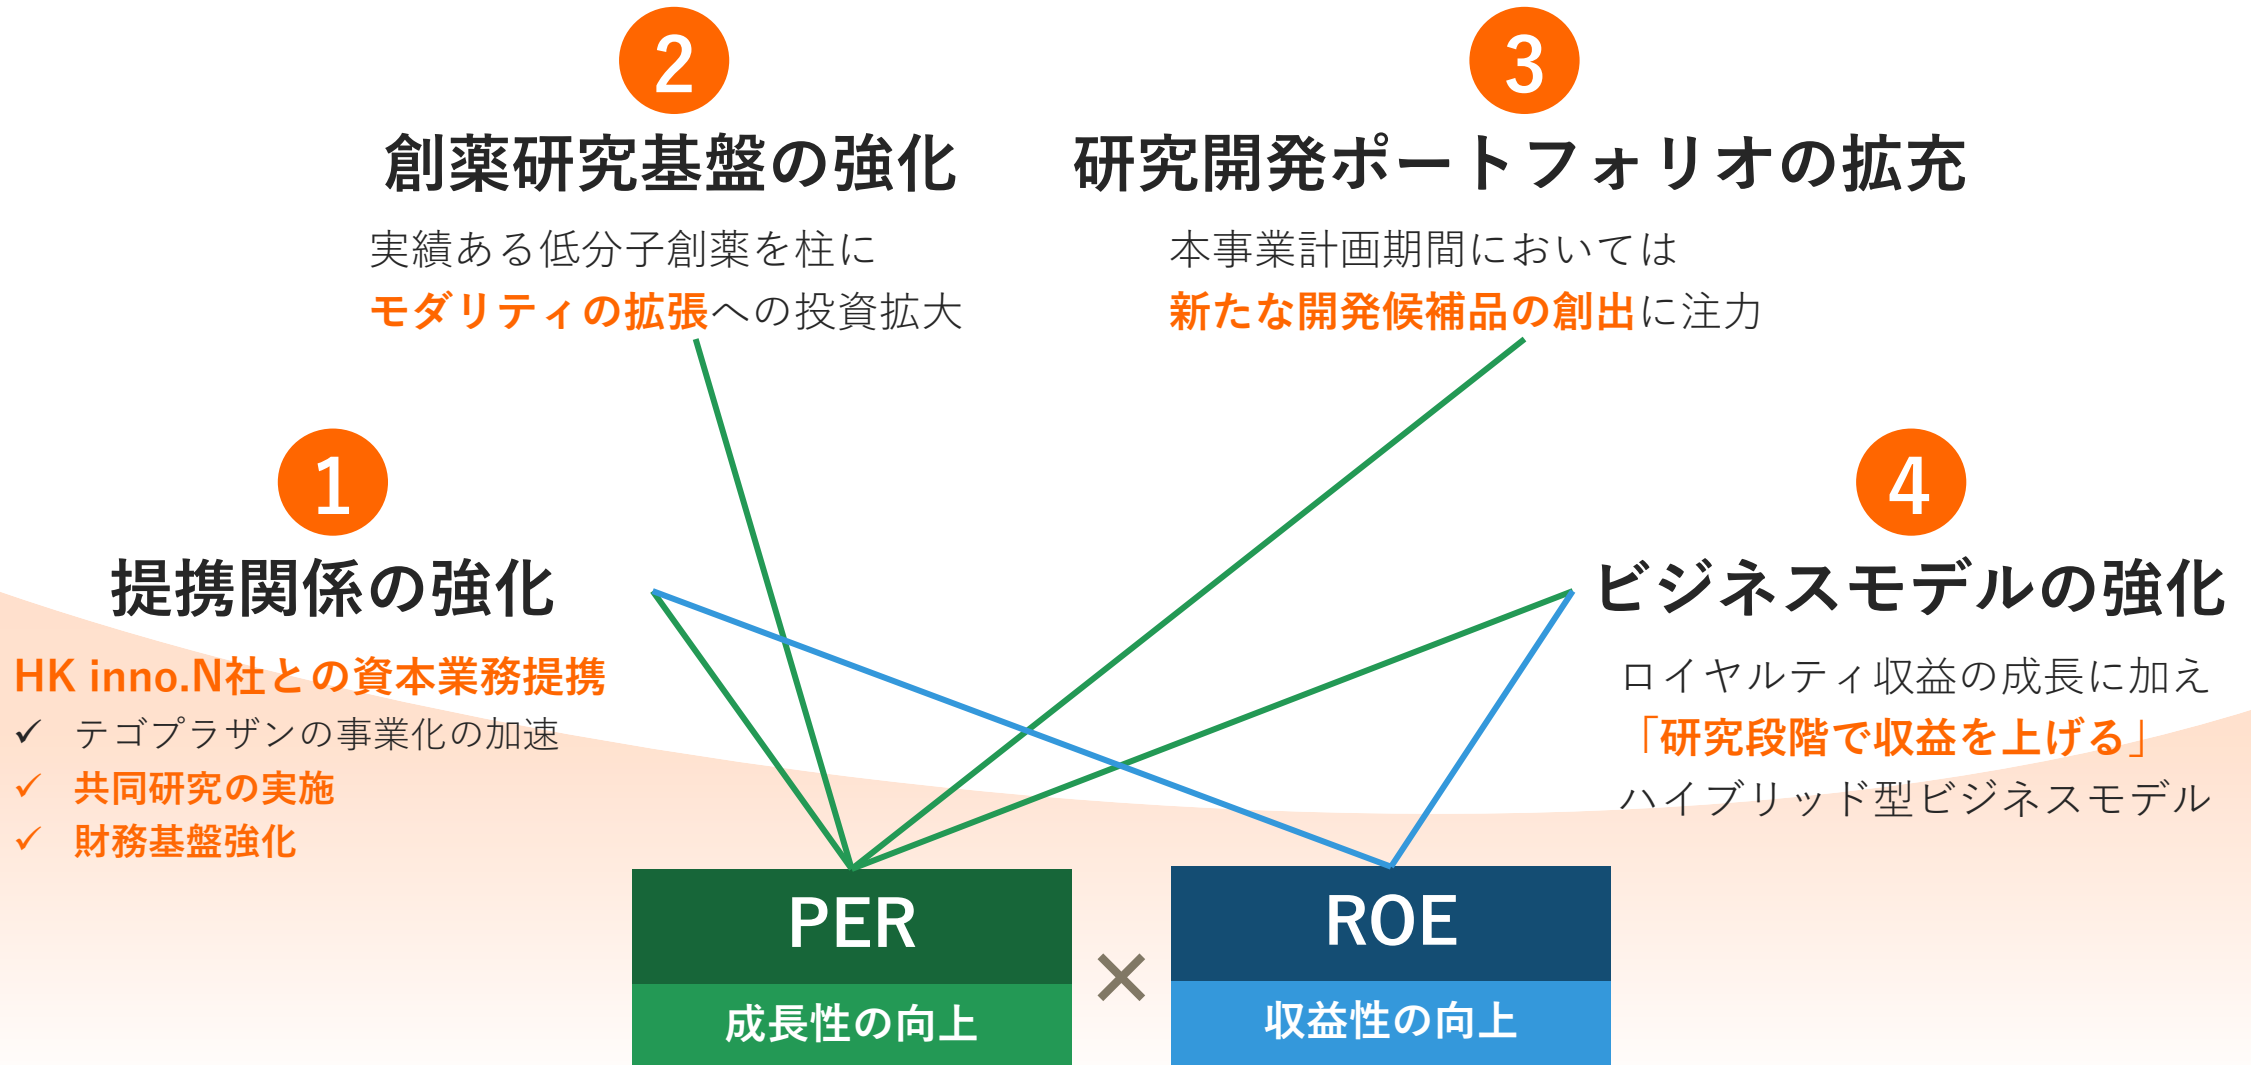 2
創薬研究基盤の強化
実績ある低分子創薬を柱に
モダリティの拡張への投資拡大
3
研究開発ポートフォリオの拡充
本事業計画期間においては
新たな開発候補品の創出に注力
1
提携関係の強化
HK inno.N社との資本業務提携
✓ テゴプラザンの事業化の加速
✓ 共同研究の実施
✓ 財務基盤強化
4
ビジネスモデルの強化
ロイヤルティ収益の成長に加え
「研究段階で収益を上げる」
ハイブリッド型ビジネスモデル
PER
成長性の向上
×
ROE
収益性の向上